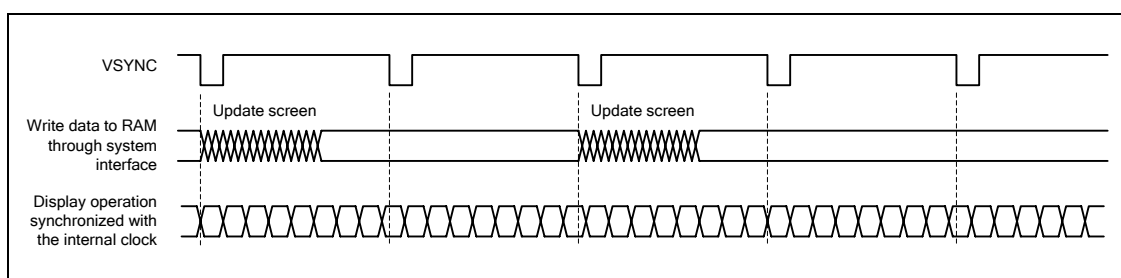 VSYNC
Update screen
Update screen
Write data to RAM
through system
interface
Display operation
synchronized with
the internal clock